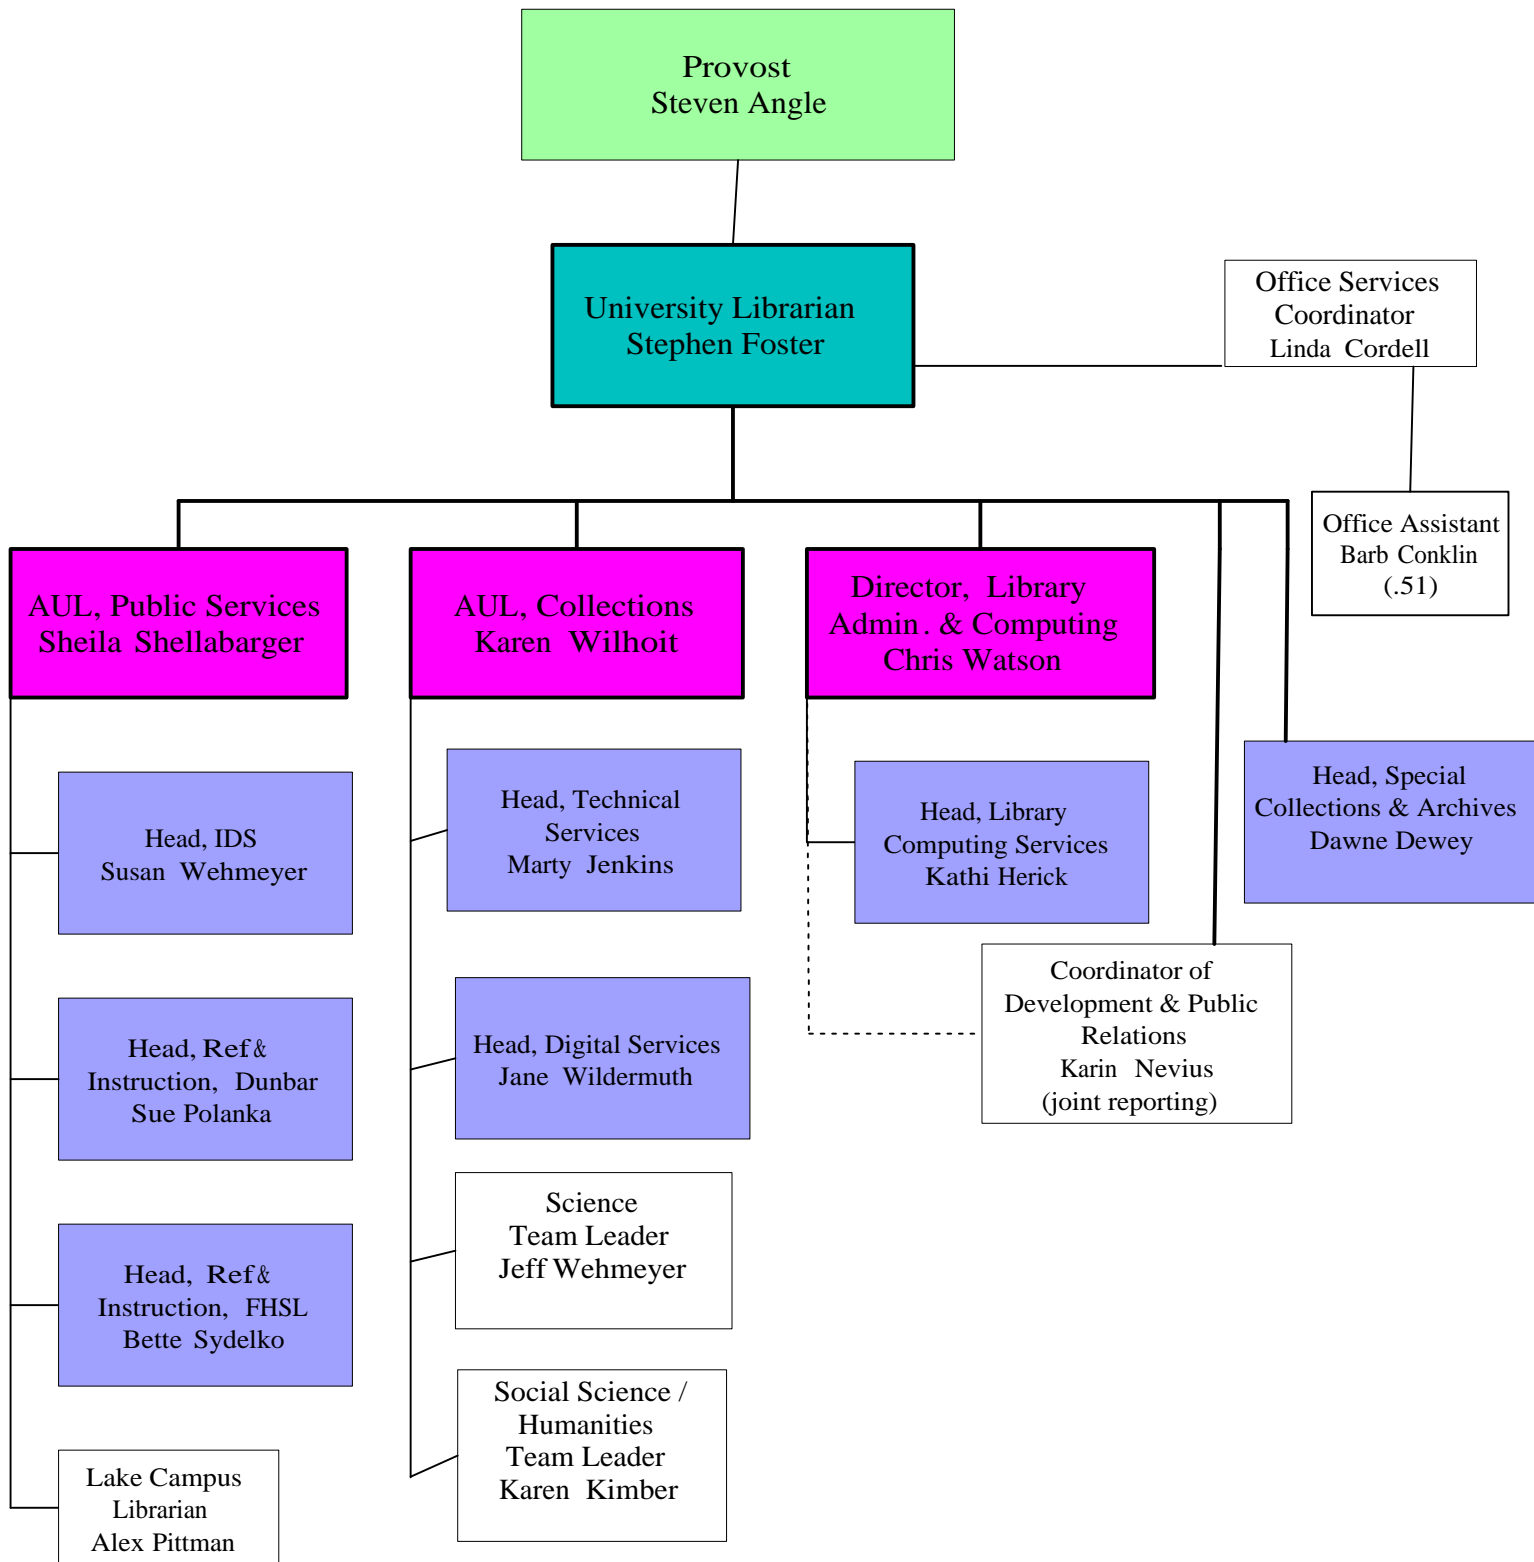 Provost
Steven Angle
University Librarian
Stephen Foster
Office Services
Coordinator
Linda Cordell
Office Assistant
Barb Conklin
(.51)
AUL, Public Services
Sheila Shellabarger
AUL, Collections
Karen Wilhoit
Director, Library
Admin. & Computing
Chris Watson
Head, IDS
Susan Wehmeyer
Head, Ref &
Instruction, Dunbar
Sue Polanka
Head, Ref &
Instruction, FHSL
Bette Sydelko
Lake Campus
Librarian
Alex Pittman
Head, Technical
Services
Marty Jenkins
Head, Digital Services
Jane Wildermuth
Science
Team Leader
Jeff Wehmeyer
Social Science /
Humanities
Team Leader
Karen Kimber
Head, Library
Computing Services
Kathi Herick
Coordinator of
Development & Public
Relations
Karin Nevius
(joint reporting)
Head, Special
Collections & Archives
Dawne Dewey